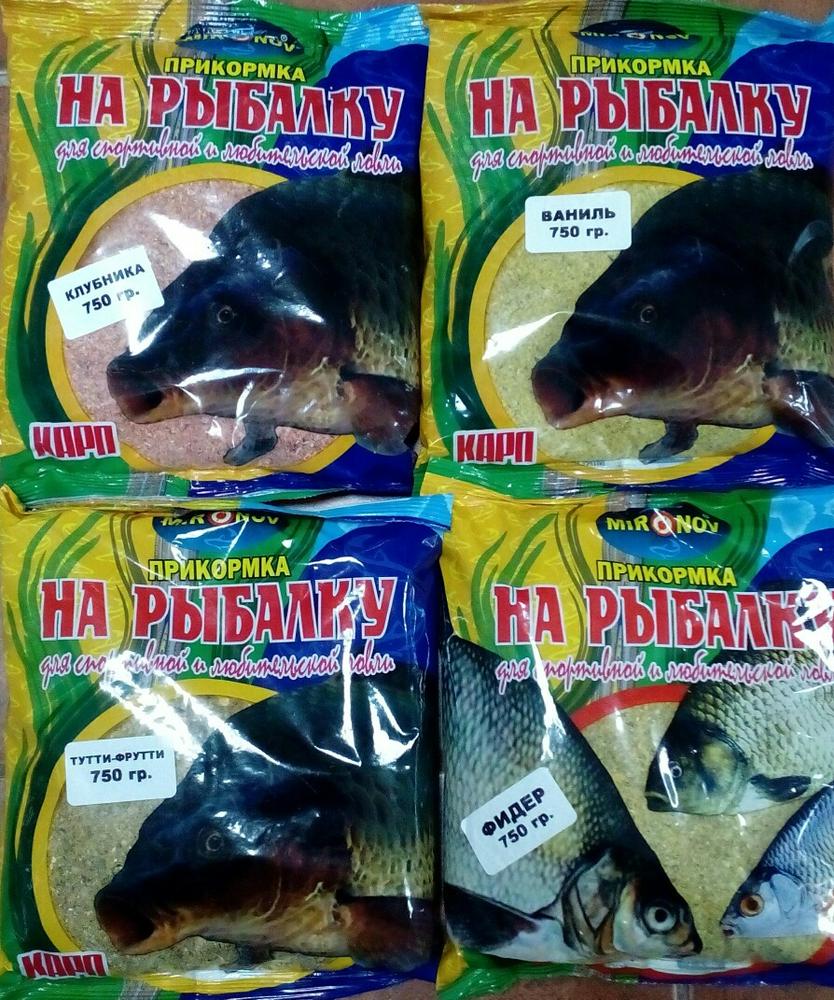 MIRONOV
ПРИКОРМКА
НА РЫБАЛКУ
для спортивной и любительской ловли
КЛУБНИКА
750 гр.
КАРП
MIRONOV
ПРИКОРМКА
НА РЫБАЛКУ
для спортивной и любительской ловли
ВАНИЛЬ
750 гр.
КАРП
MIRONOV
ПРИКОРМКА
НА РЫБАЛКУ
для спортивной и любительской ловли
ТУТТИ-ФРУТТИ
750 гр.
КАРП
MIRONOV
ПРИКОРМКА
НА РЫБАЛКУ
для спортивной и любительской ловли
ФИДЕР
750 гр.